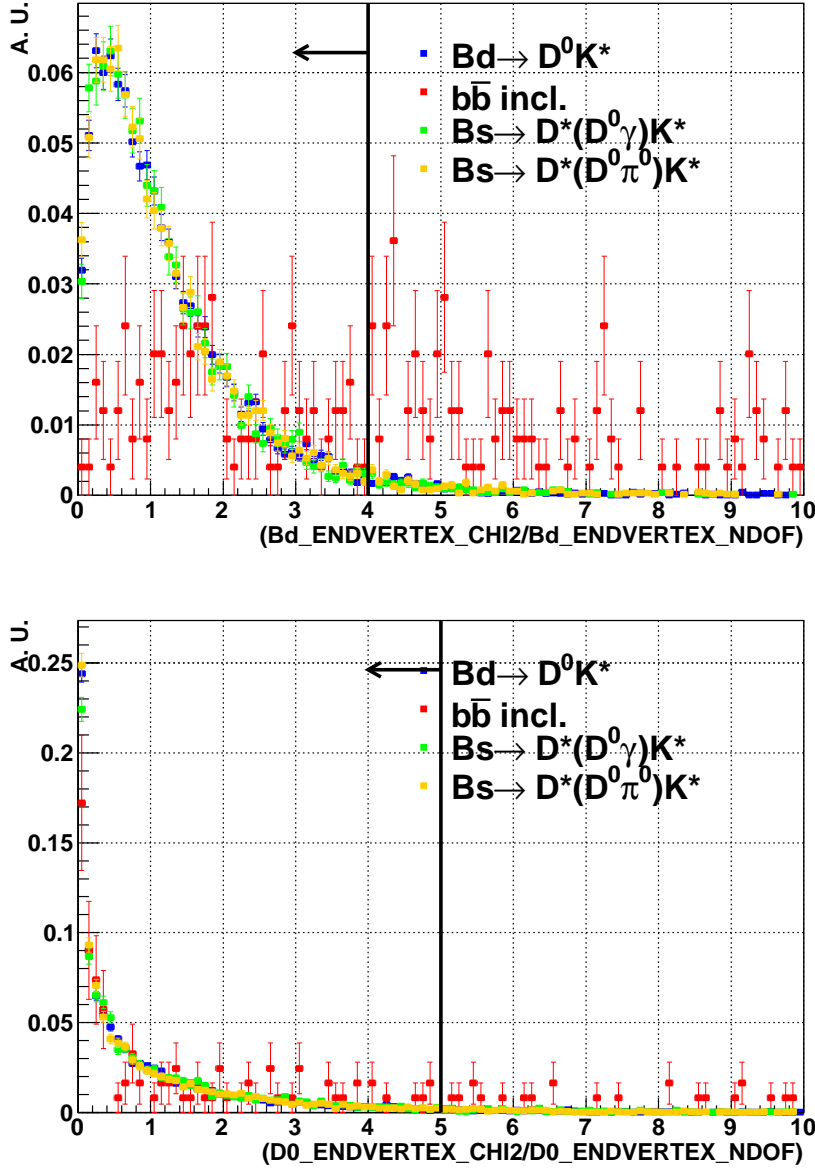 A. U.
0.06
0.05
0.04
0.03
0.02
0.01
0
Bd→ D⁰K*
bb̅ incl.
Bs→ D*(D⁰γ)K*
Bs→ D*(D⁰π⁰)K*
0 1 2 3 4 5 6 7 8 9 10
(Bd_ENDVERTEX_CHI2/Bd_ENDVERTEX_NDOF)
A. U.
0.25
0.2
0.15
0.1
0.05
0
Bd→ D⁰K*
bb̅ incl.
Bs→ D*(D⁰γ)K*
Bs→ D*(D⁰π⁰)K*
0 1 2 3 4 5 6 7 8 9 10
(D0_ENDVERTEX_CHI2/D0_ENDVERTEX_NDOF)